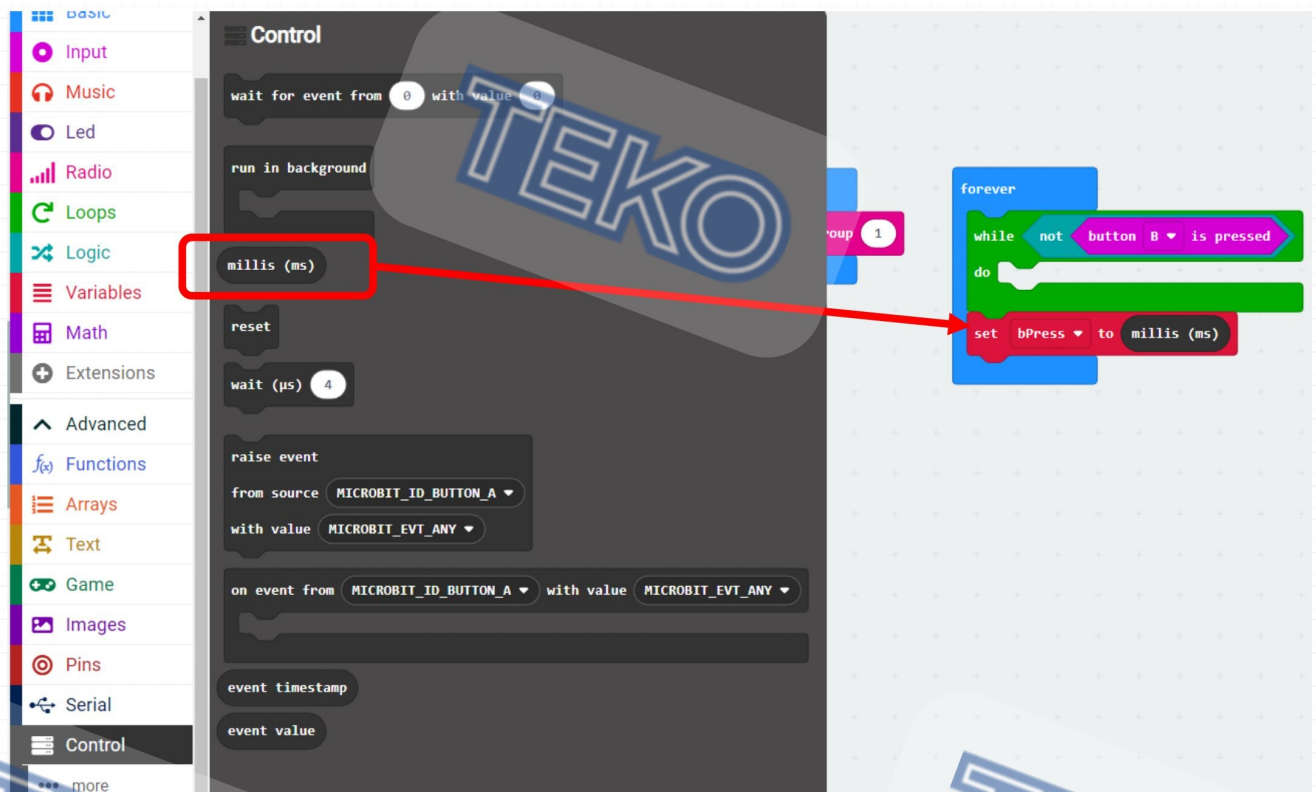 Basic
Input
Music
Led
Radio
Loops
Logic
Variables
Math
Extensions
Advanced
f(x) Functions
Arrays
Text
Game
Images
Pins
Serial
Control
more
Control
wait for event from 0 with value 0
run in background
millis (ms)
reset
wait (µs) 4
raise event
from source MICROBIT_ID_BUTTON_A
with value MICROBIT_EVT_ANY
on event from MICROBIT_ID_BUTTON_A with value MICROBIT_EVT_ANY
event timestamp
event value
TEKO
1
forever
while not button B is pressed
do
set bPress to millis (ms)